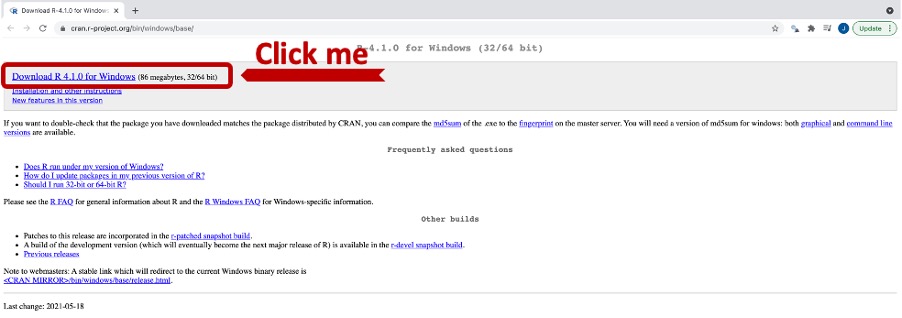 Download R-4.1.0 for Windows
cran.r-project.org/bin/windows/base/
J
Update
R-4.1.0 for Windows (32/64 bit)
Click me
Download R 4.1.0 for Windows (86 megabytes, 32/64 bit)
Installation and other instructions
New features in this version
If you want to double-check that the package you have downloaded matches the package distributed by CRAN, you can compare the md5sum of the .exe to the fingerprint on the master server. You will need a version of md5sum for windows: both graphical and command line
versions are available.
Frequently asked questions
Does R run under my version of Windows?
How do I update packages in my previous version of R?
Should I run 32-bit or 64-bit R?
Please see the R FAQ for general information about R and the R Windows FAQ for Windows-specific information.
Other builds
Patches to this release are incorporated in the r-patched snapshot build.
A build of the development version (which will eventually become the next major release of R) is available in the r-devel snapshot build.
Previous releases
Note to webmasters: A stable link which will redirect to the current Windows binary release is
<CRAN MIRROR>/bin/windows/base/release.html.
Last change: 2021-05-18